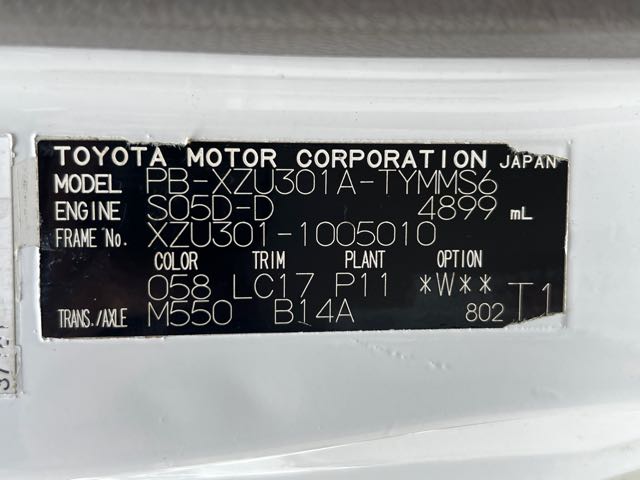 TOYOTA MOTOR CORPORATION JAPAN
MODEL PB-XZU301A-TYMMS6
ENGINE S05D-D 4899 mL
FRAME No. XZU301-1005010
COLOR TRIM PLANT OPTION
058 LC17 P11 *W**
TRANS./AXLE M550 B14A 802 T1